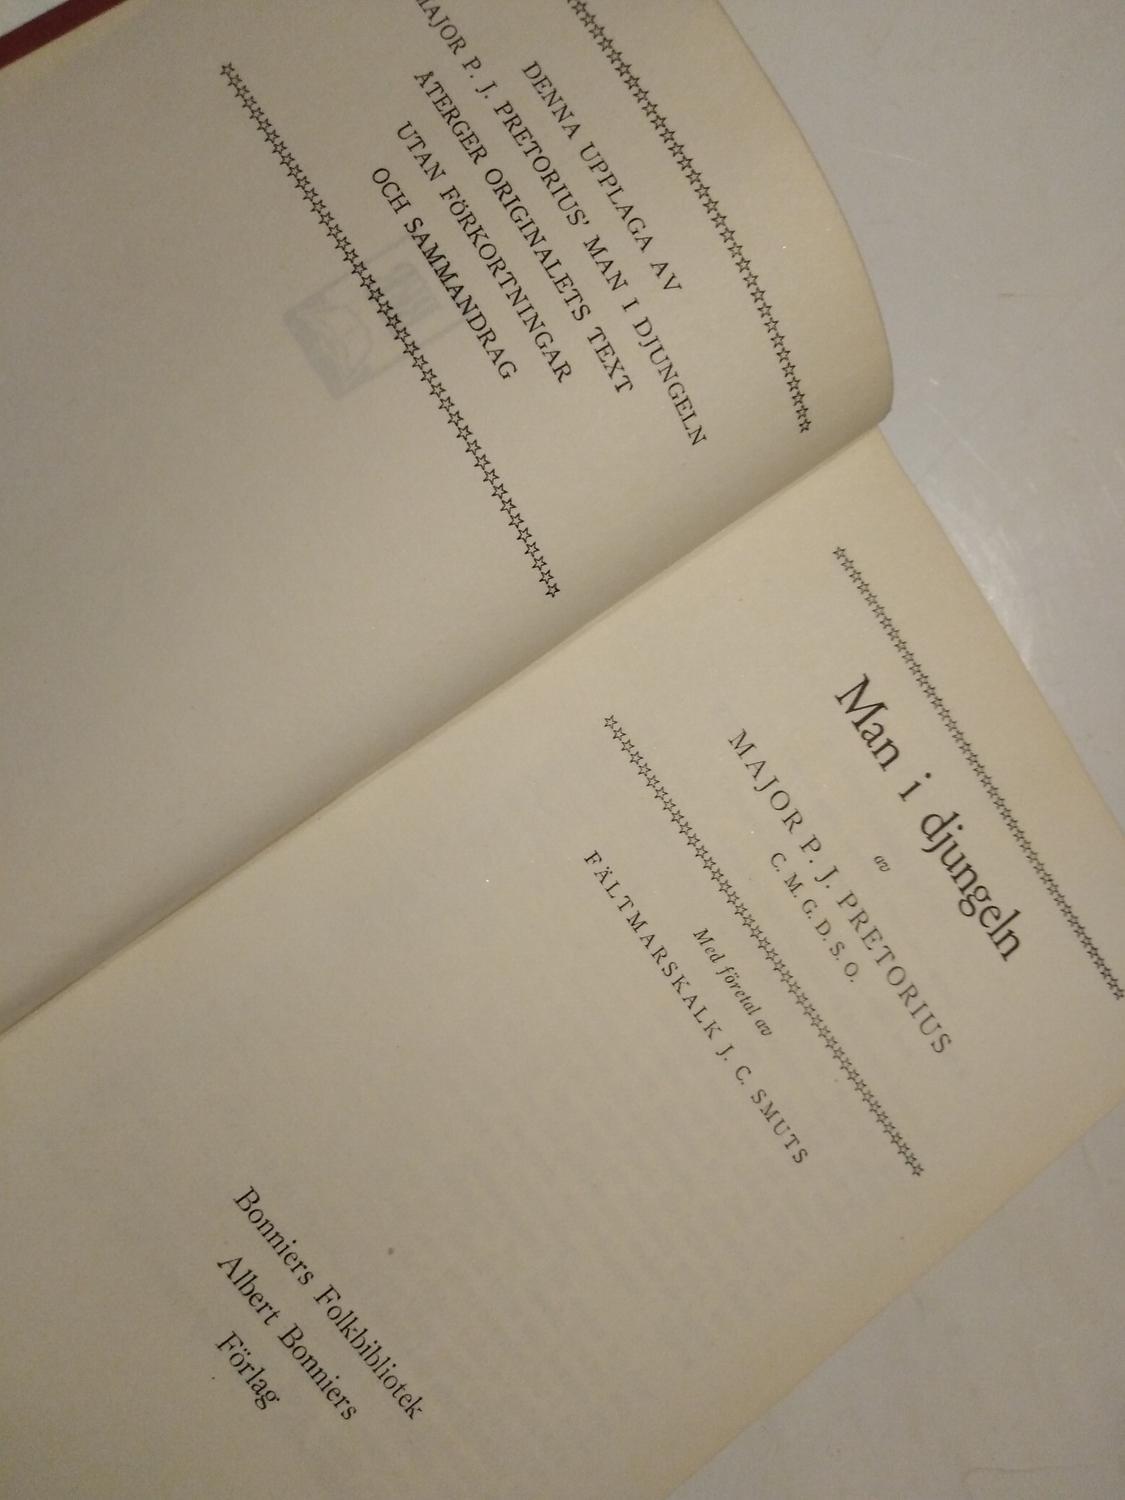 DENNA UPPLAGA AV
MAJOR P. J. PRETORIUS' MAN I DJUNGELN
ÅTERGER ORIGINALETS TEXT
UTAN FÖRKORTNINGAR
OCH SAMMANDRAG
Man i djungeln
av
MAJOR P. J. PRETORIUS
C. M. G. D. S. O.
Med företal av
FÄLTMARSKALK J. C. SMUTS
Bonniers Folkbibliotek
Albert Bonniers
Förlag